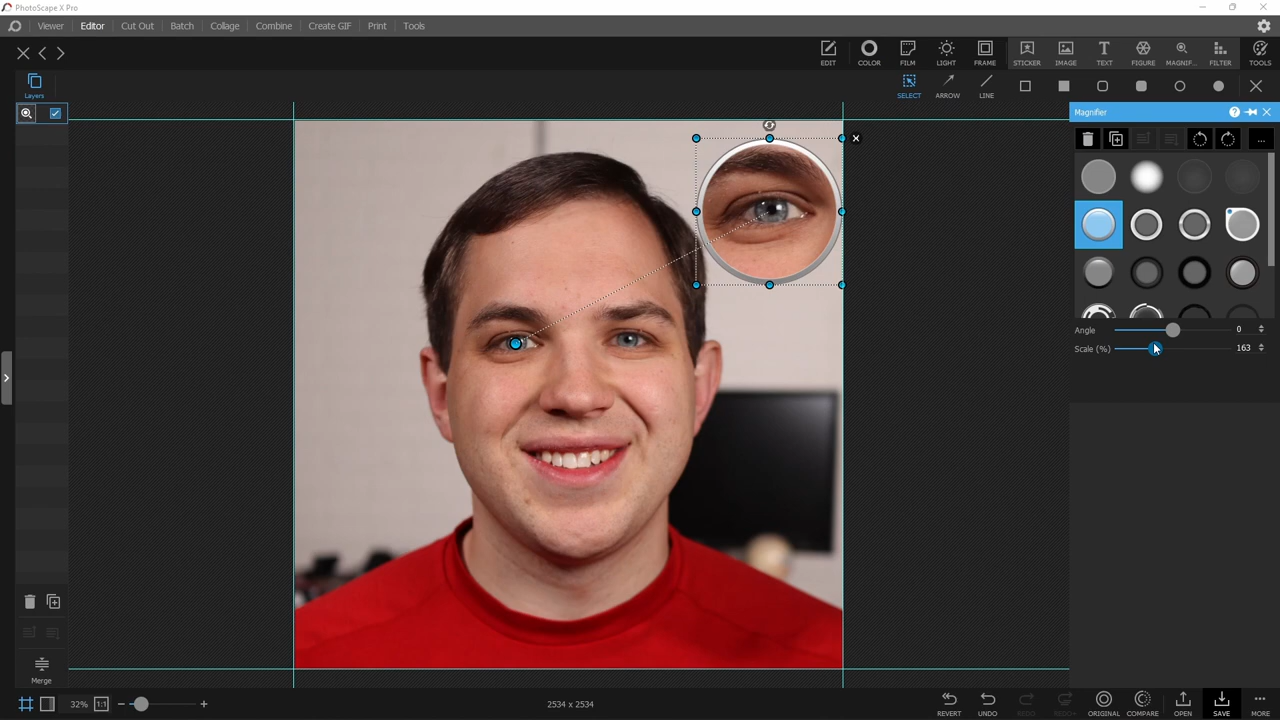 PhotoScape X Pro
Viewer Editor Cut Out Batch Collage Combine Create GIF Print Tools
EDIT COLOR FILM LIGHT FRAME STICKER IMAGE TEXT FIGURE MAGNIF... FILTER TOOLS
Layers
SELECT ARROW LINE
Magnifier
...
Angle 0
Scale (%) 163
Merge
32% 1:1 2534 x 2534
REVERT UNDO REDO REDO+ ORIGINAL COMPARE OPEN SAVE MORE